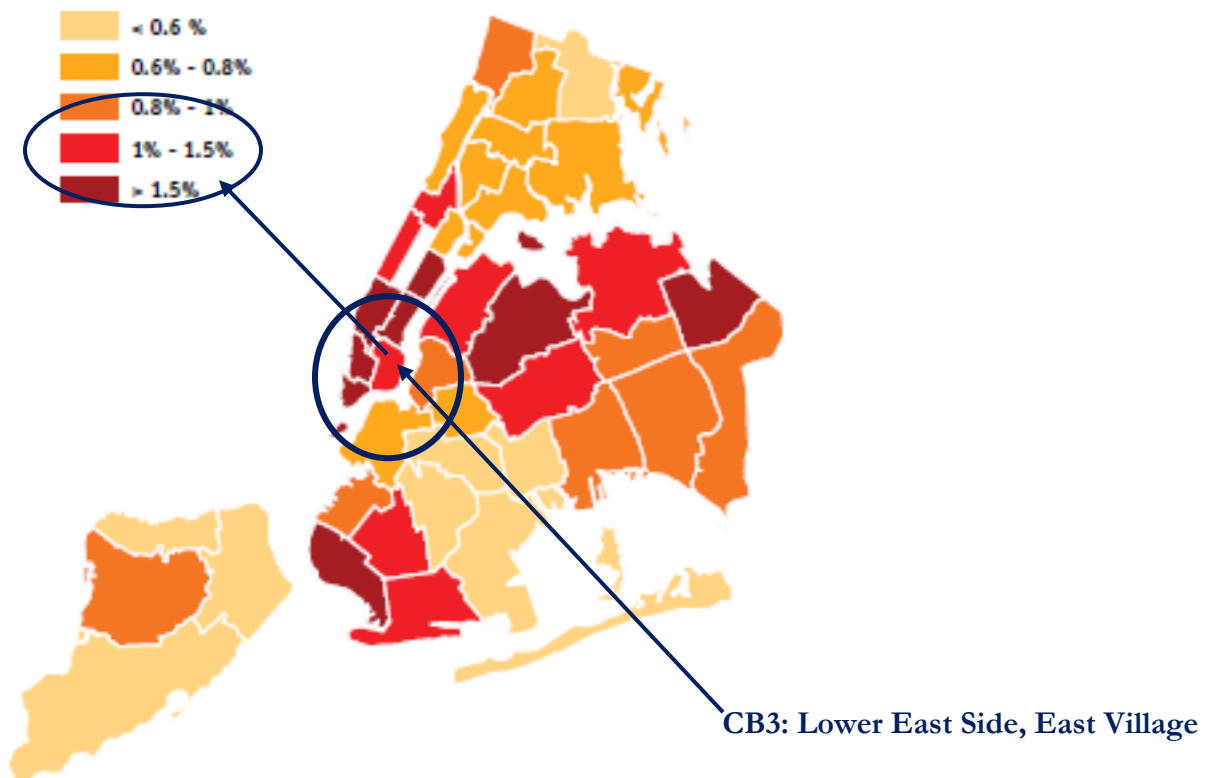 < 0.6 %
0.6% - 0.8%
0.8% - 1%
1% - 1.5%
> 1.5%
CB3: Lower East Side, East Village